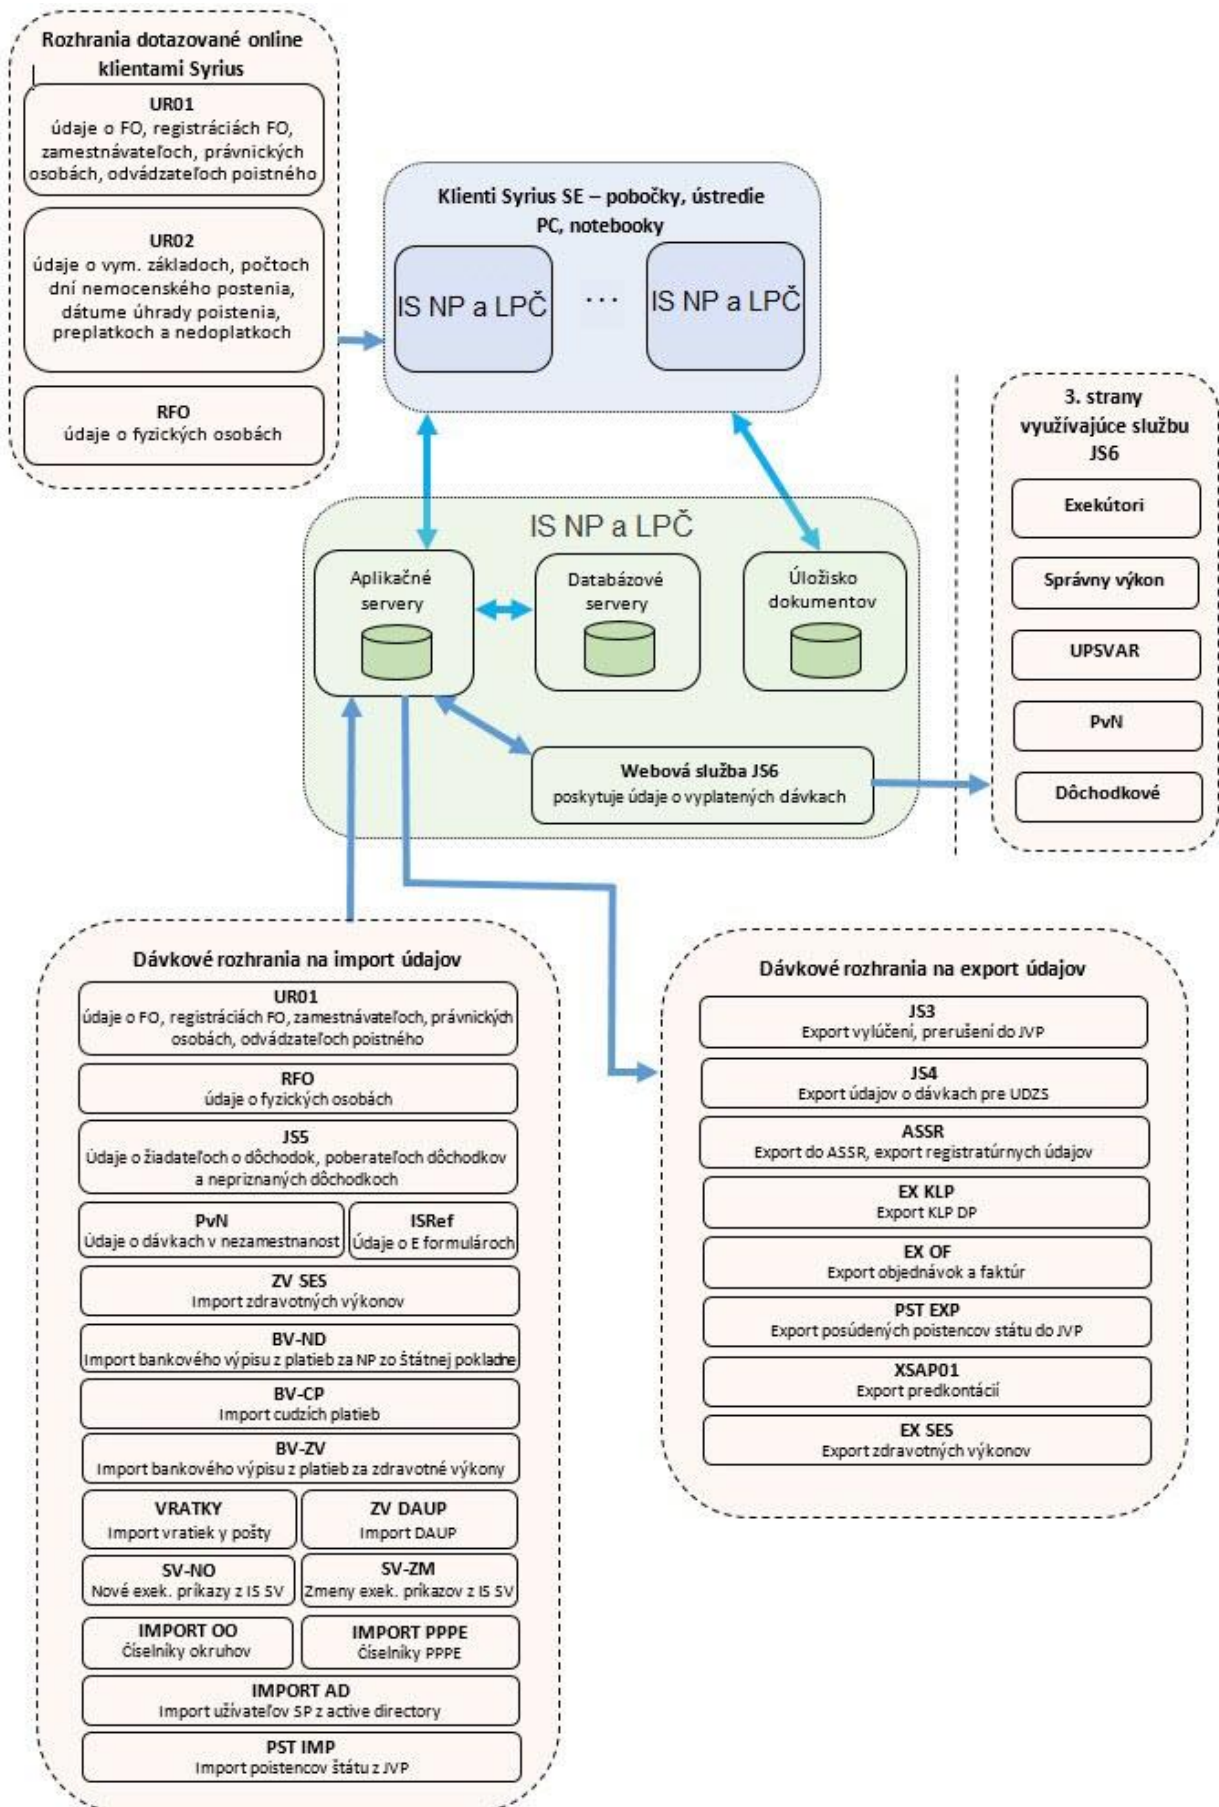 Rozhrania dotazované online
klientami Syrius
UR01
údaje o FO, registráciách FO,
zamestnávateľoch, právnických
osobách, odvádzateľoch poistného
UR02
údaje o vym. základoch, počtoch
dní nemocenského postenia,
dátume úhrady poistenia,
preplatkoch a nedoplatkoch
RFO
údaje o fyzických osobách
Klienti Syrius SE – pobočky, ústredie
PC, notebooky
IS NP a LPČ
...
IS NP a LPČ
IS NP a LPČ
Aplikačné
servery
Databázové
servery
Úložisko
dokumentov
Webová služba JS6
poskytuje údaje o vyplatených dávkach
3. strany
využívajúce službu
JS6
Exekútori
Správny výkon
UPSVAR
PvN
Dôchodkové
Dávkové rozhrania na import údajov
UR01
údaje o FO, registráciách FO, zamestnávateľoch, právnických
osobách, odvádzateľoch poistného
RFO
údaje o fyzických osobách
JS5
Údaje o žiadateľoch o dôchodok, poberateľoch dôchodkov
a nepriznaných dôchodkoch
PvN
Údaje o dávkach v nezamestnanost
ISRef
Údaje o E formulároch
ZV SES
Import zdravotných výkonov
BV-ND
Import bankového výpisu z platieb za NP zo Štátnej pokladne
BV-CP
Import cudzích platieb
BV-ZV
Import bankového výpisu z platieb za zdravotné výkony
VRATKY
Import vratiek y pošty
ZV DAUP
Import DAUP
SV-NO
Nové exek. príkazy z IS SV
SV-ZM
Zmeny exek. príkazov z IS SV
IMPORT OO
Číselníky okruhov
IMPORT PPPE
Číselníky PPPE
IMPORT AD
Import užívateľov SP z active directory
PST IMP
Import poistencov štátu z JVP
Dávkové rozhrania na export údajov
JS3
Export vylúčení, prerušení do JVP
JS4
Export údajov o dávkach pre UDZS
ASSR
Export do ASSR, export registratúrnych údajov
EX KLP
Export KLP DP
EX OF
Export objednávok a faktúr
PST EXP
Export posúdených poistencov státu do JVP
XSAP01
Export predkontácií
EX SES
Export zdravotných výkonov